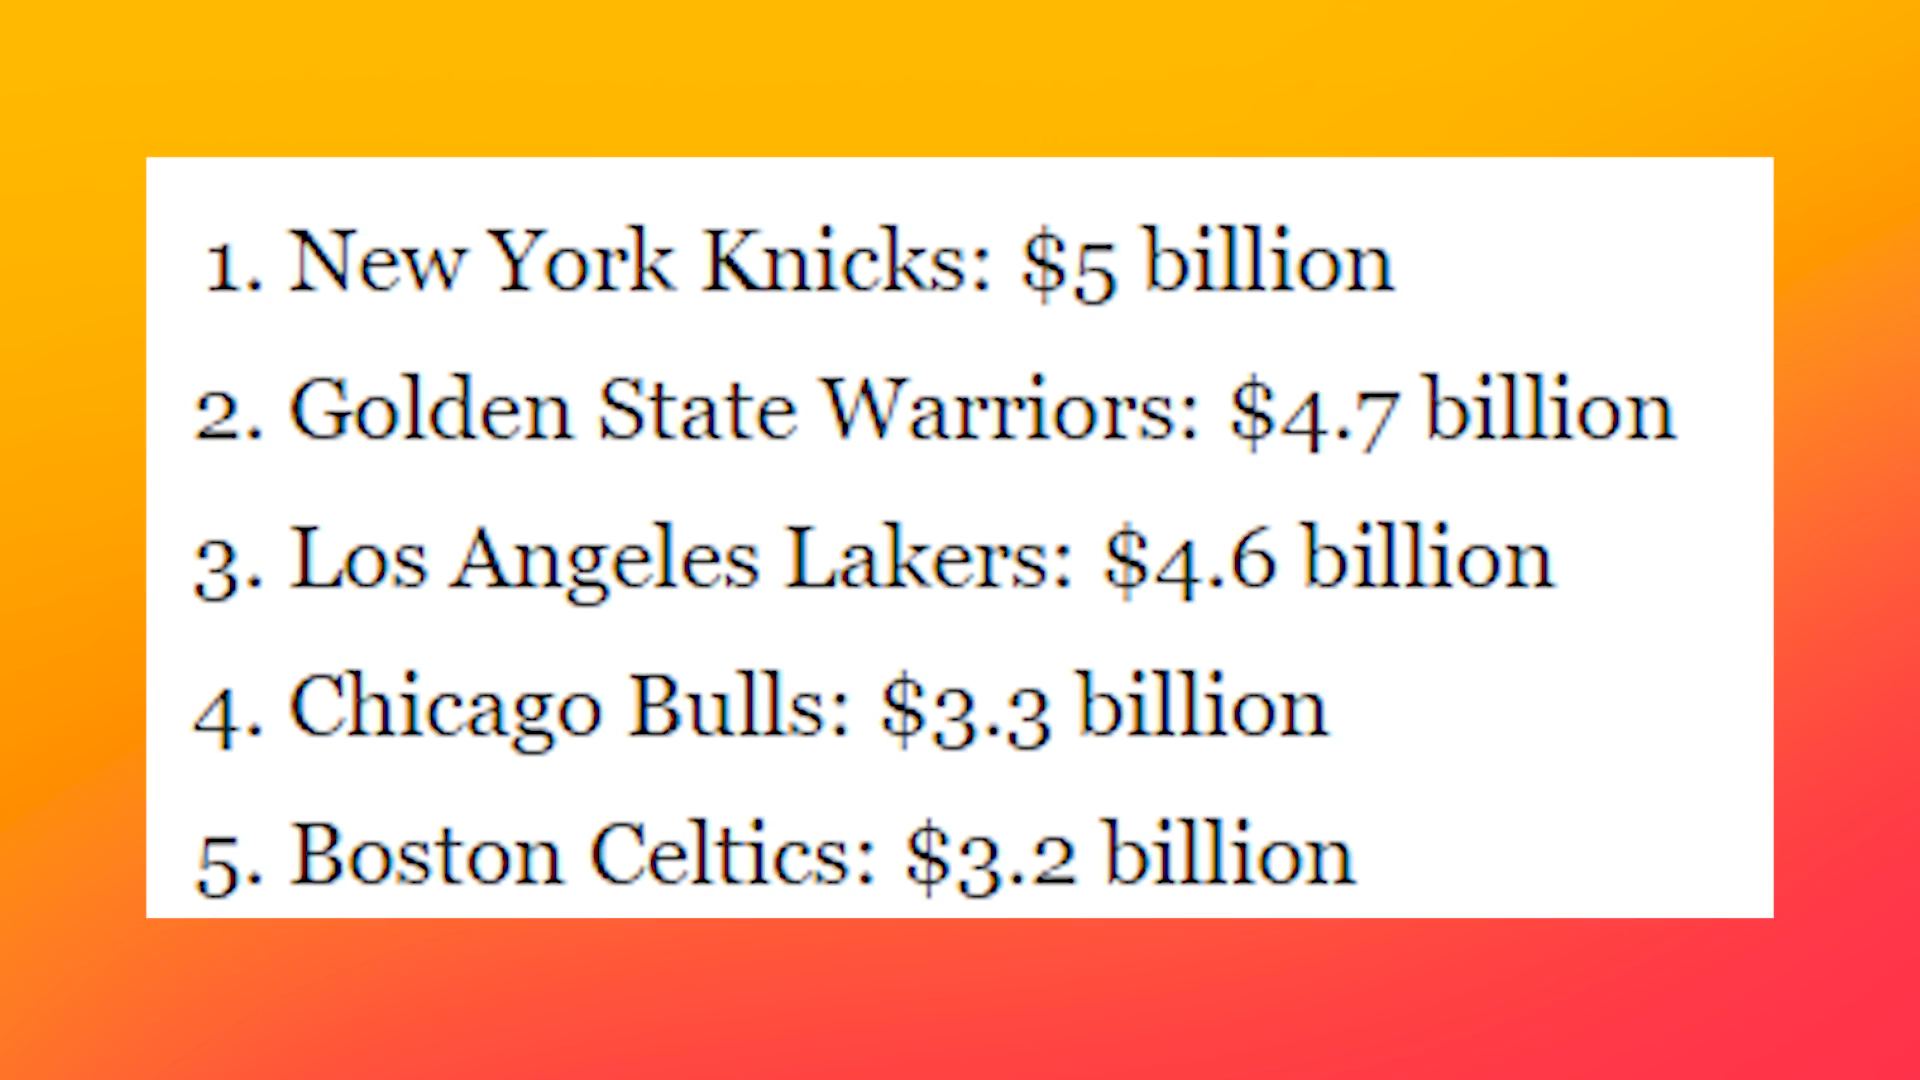 1. New York Knicks: $5 billion
2. Golden State Warriors: $4.7 billion
3. Los Angeles Lakers: $4.6 billion
4. Chicago Bulls: $3.3 billion
5. Boston Celtics: $3.2 billion